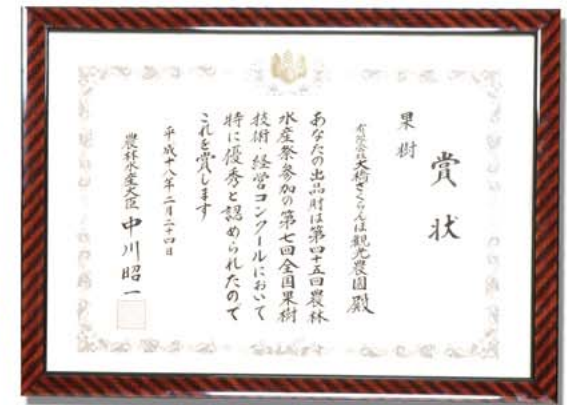 賞状
果樹
有限会社大橋さくらんぼ観光農園殿
あなたの出品財は第四十五回農林
水産祭参加の第七回全国果樹
技術・経営コンクールにおいて
特に優秀と認められたので
これを賞します
平成十八年二月二十四日
農林水産大臣 中川昭一